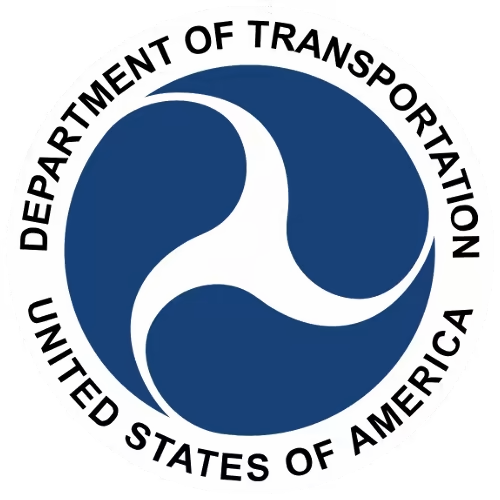 DEPARTMENT OF TRANSPORTATION
UNITED STATES OF AMERICA